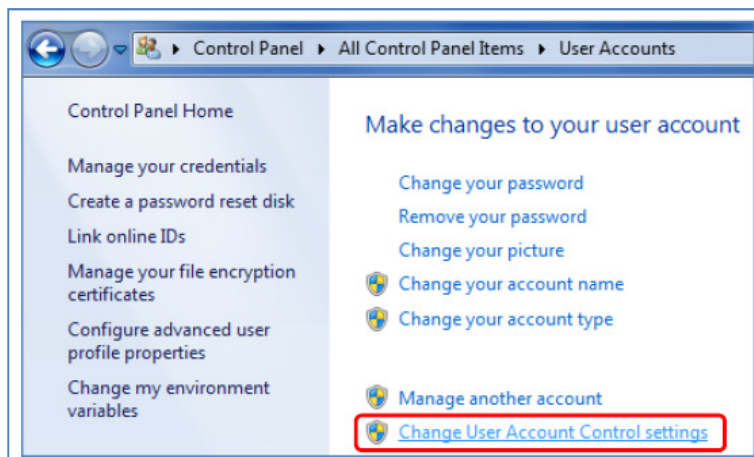 Control Panel ▸ All Control Panel Items ▸ User Accounts
Control Panel Home
Manage your credentials
Create a password reset disk
Link online IDs
Manage your file encryption
certificates
Configure advanced user
profile properties
Change my environment
variables
Make changes to your user account
Change your password
Remove your password
Change your picture
Change your account name
Change your account type
Manage another account
Change User Account Control settings